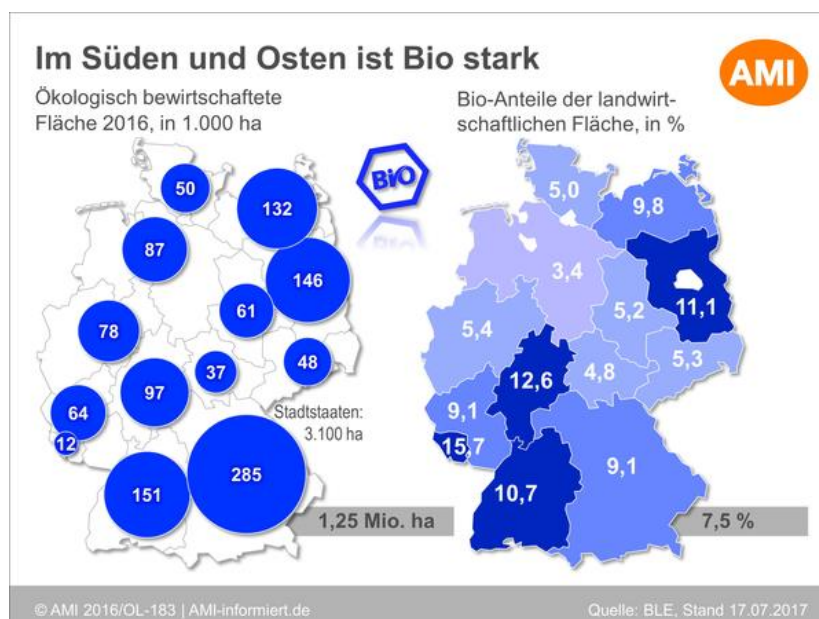 Im Süden und Osten ist Bio stark
AMI
Ökologisch bewirtschaftete
Fläche 2016, in 1.000 ha
Bio-Anteile der landwirt-
schaftlichen Fläche, in %
BiO
50
132
87
146
61
78
37
48
97
64
12
Stadtstaaten:
3.100 ha
285
151
1,25 Mio. ha
5,0
9,8
3,4
11,1
5,2
5,4
5,3
4,8
12,6
9,1
15,7
9,1
10,7
7,5 %
© AMI 2016/OL-183 | AMI-informiert.de
Quelle: BLE, Stand 17.07.2017